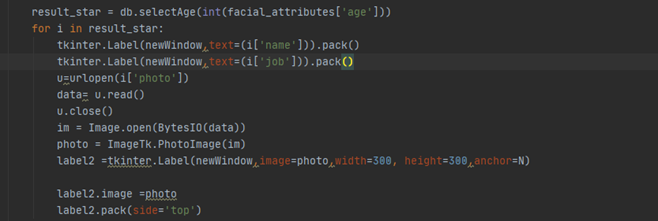 result_star = db.selectAge(int(facial_attributes['age']))
for i in result_star:
    tkinter.Label(newWindow,text=(i['name'])).pack()
    tkinter.Label(newWindow,text=(i['job'])).pack()
    u=urlopen(i['photo'])
    data= u.read()
    u.close()
    im = Image.open(BytesIO(data))
    photo = ImageTk.PhotoImage(im)
    label2 =tkinter.Label(newWindow,image=photo,width=300, height=300,anchor=N)
    label2.image =photo
    label2.pack(side='top')